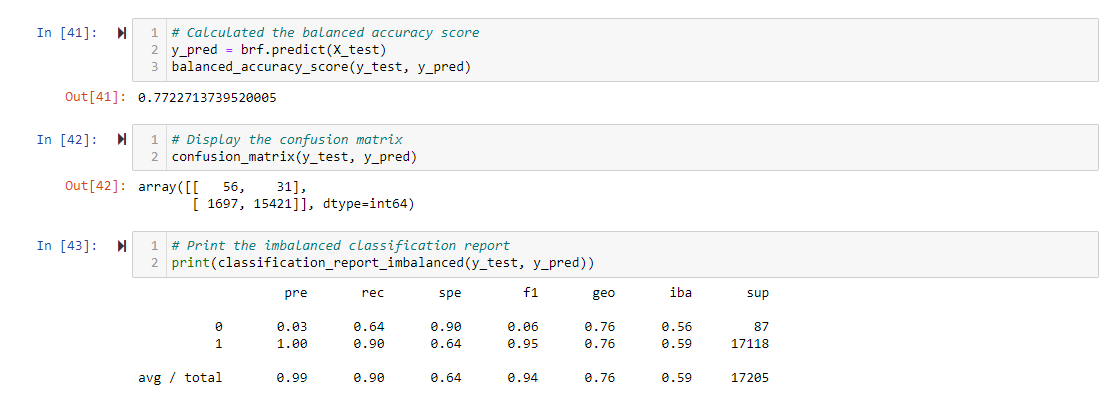 In [41]:
1 # Calculated the balanced accuracy score
2 y_pred = brf.predict(X_test)
3 balanced_accuracy_score(y_test, y_pred)
Out[41]: 0.7722713739520005
In [42]:
1 # Display the confusion matrix
2 confusion_matrix(y_test, y_pred)
Out[42]: array([[   56,    31],
       [ 1697, 15421]], dtype=int64)
In [43]:
1 # Print the imbalanced classification report
2 print(classification_report_imbalanced(y_test, y_pred))
pre rec spe f1 geo iba sup
0 0.03 0.64 0.90 0.06 0.76 0.56 87
1 1.00 0.90 0.64 0.95 0.76 0.59 17118
avg / total 0.99 0.90 0.64 0.94 0.76 0.59 17205